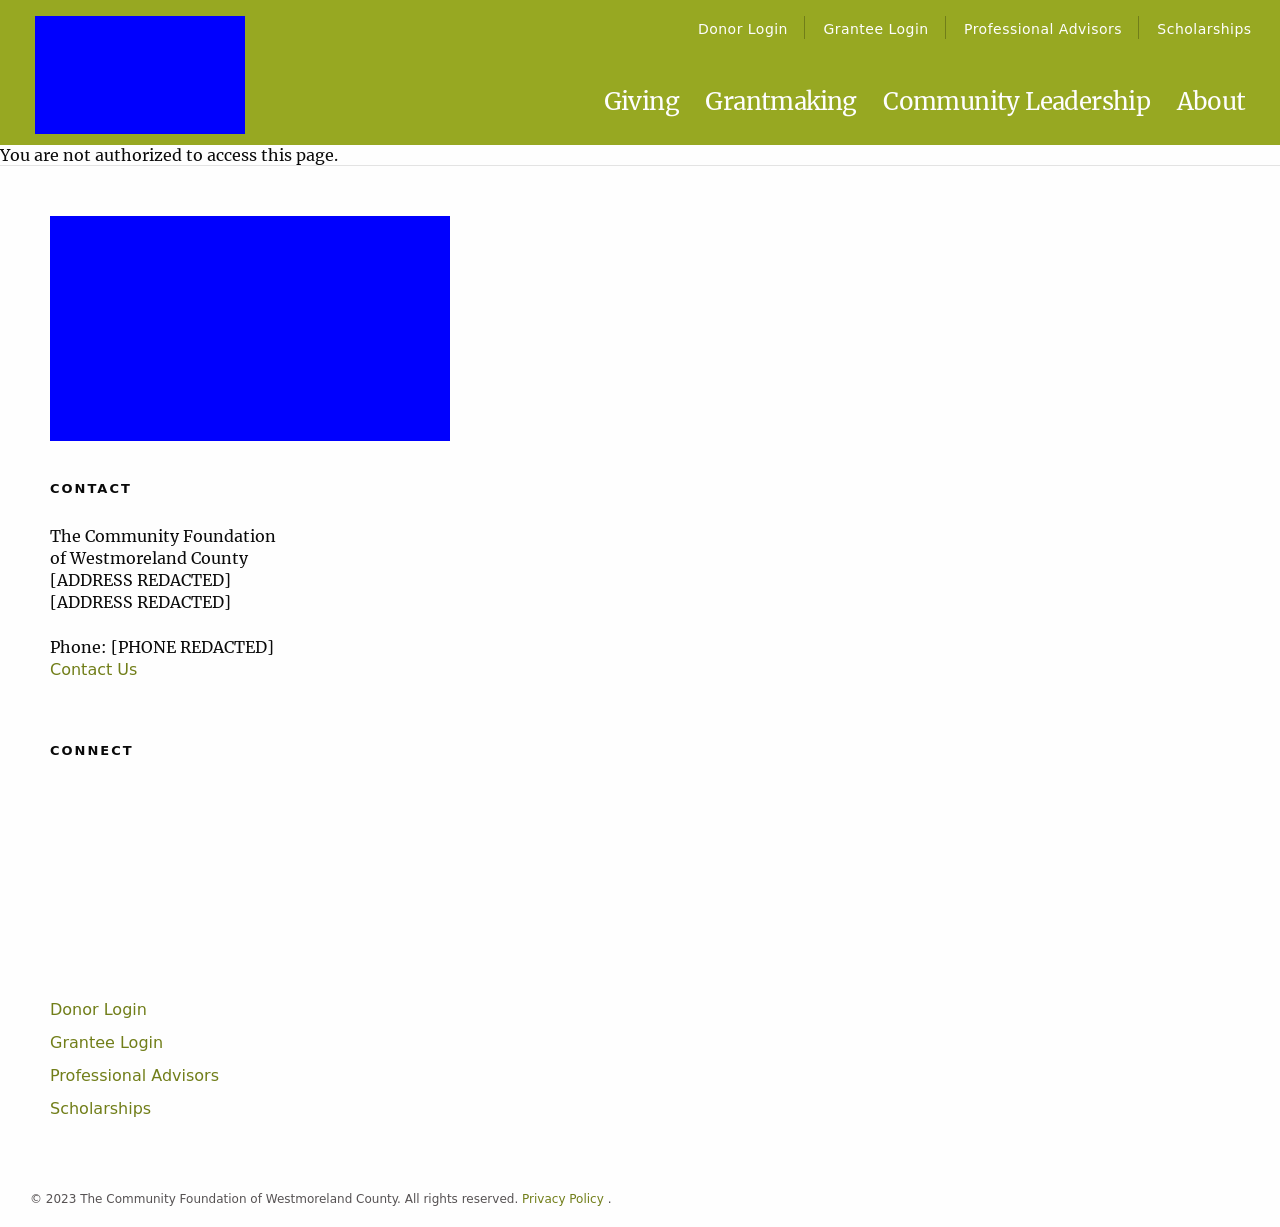 Donor Login
Grantee Login
Professional Advisors
Scholarships
Giving
Grantmaking
Community Leadership
About
You are not authorized to access this page.
CONTACT
The Community Foundation
of Westmoreland County
[ADDRESS REDACTED]
[ADDRESS REDACTED]
Phone: [PHONE REDACTED]
Contact Us
CONNECT
Donor Login
Grantee Login
Professional Advisors
Scholarships
© 2023 The Community Foundation of Westmoreland County. All rights reserved. Privacy Policy .